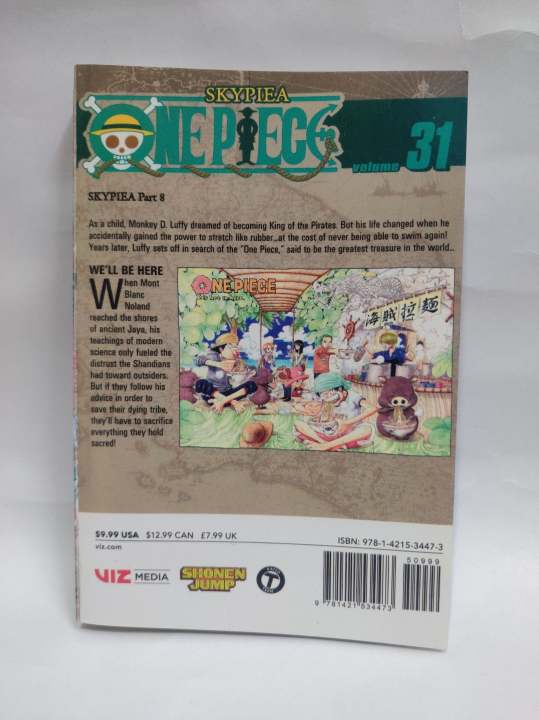 SKYPIEA
ONE PIECE
volume 31
SKYPIEA Part 8
As a child, Monkey D. Luffy dreamed of becoming King of the Pirates. But his life changed when he
accidentally gained the power to stretch like rubber...at the cost of never being able to swim again!
Years later, Luffy sets off in search of the "One Piece," said to be the greatest treasure in the world...
WE'LL BE HERE
When Mont
Blanc
Noland
reached the shores
of ancient Jaya, his
teachings of modern
science only fueled the
distrust the Shandians
had toward outsiders.
But if they follow his
advice in order to
save their dying tribe,
they'll have to sacrifice
everything they hold
sacred!
ONE PIECE
海賊拉麺
$9.99 USA $12.99 CAN £7.99 UK
viz.com
ISBN: 978-1-4215-3447-3
50999
VIZ MEDIA
SHONEN JUMP
T
TEEN
9 781421 534473